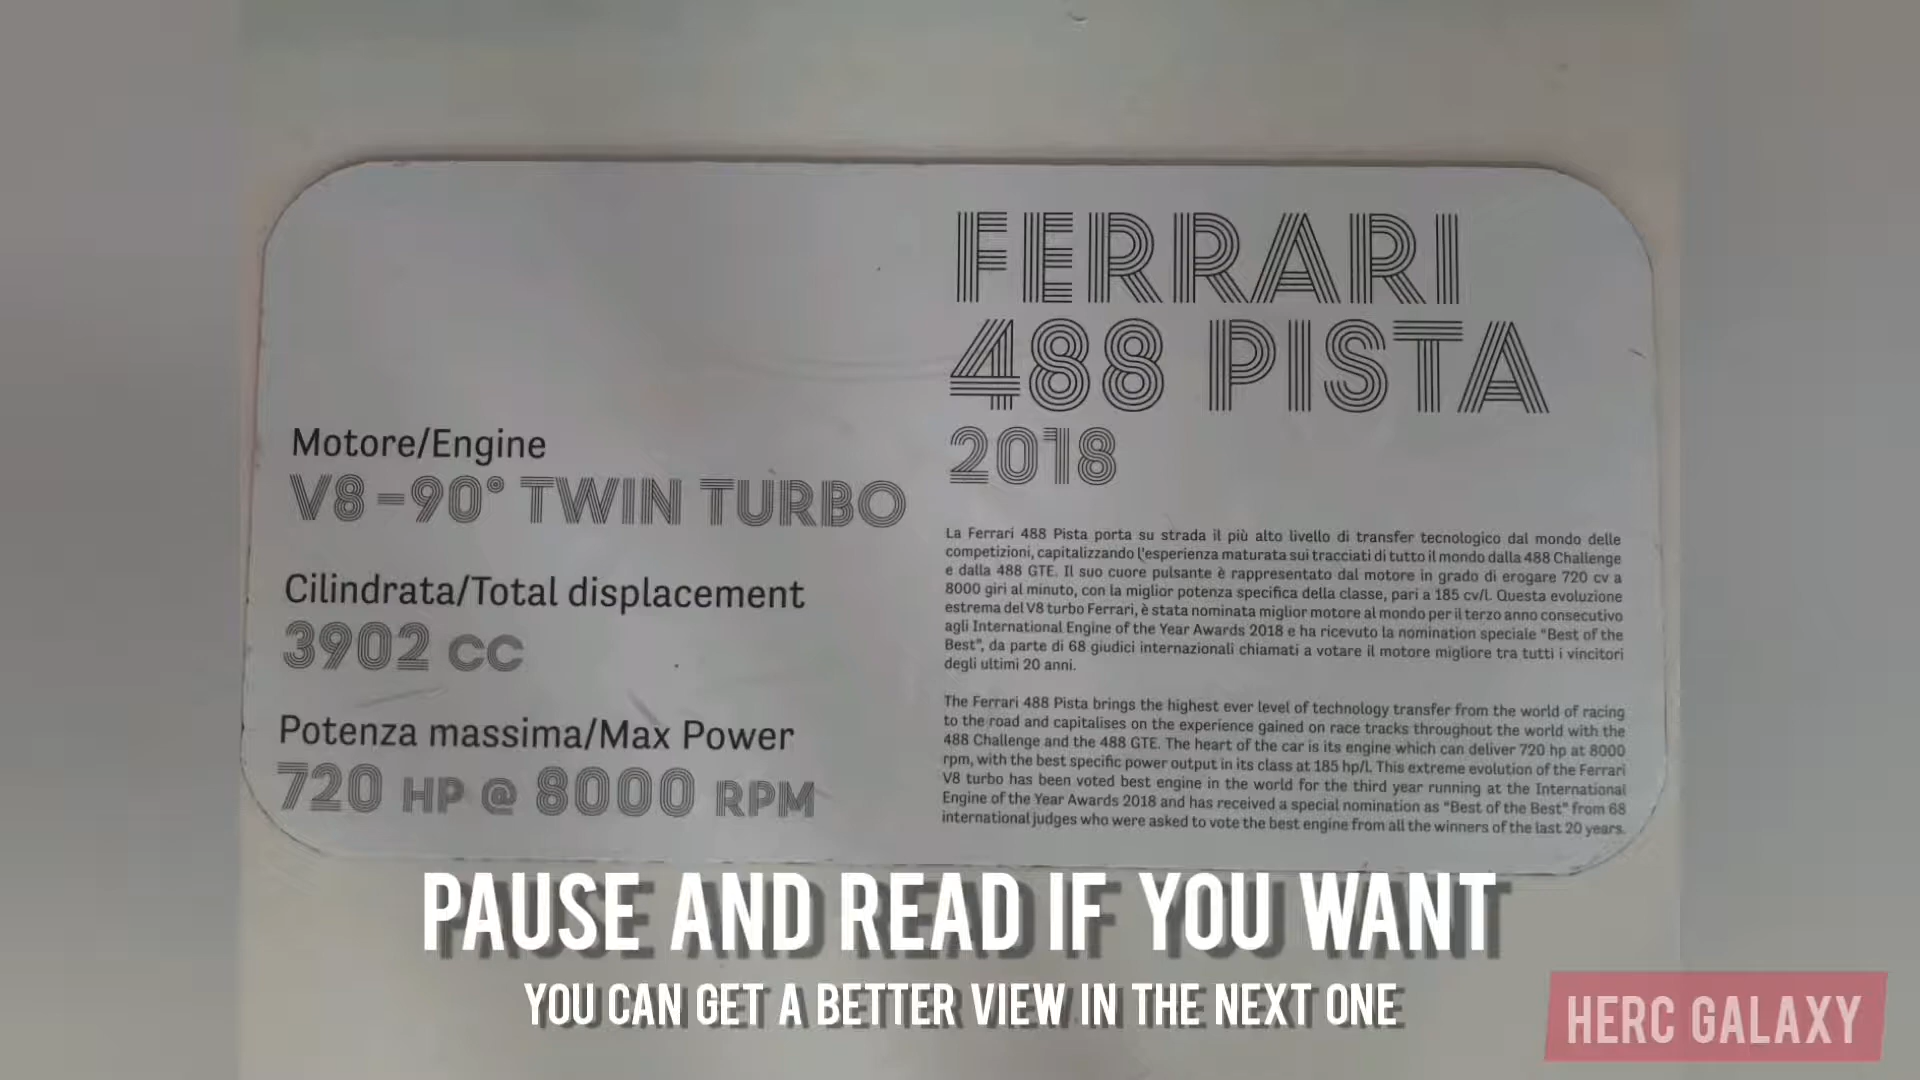 Motore/Engine
V8 -90° TWIN TURBO
Cilindrata/Total displacement
3902 CC
Potenza massima/Max Power
720 HP @ 8000 RPM
FERRARI
488 PISTA
2018
La Ferrari 488 Pista porta su strada il più alto livello di transfer tecnologico dal mondo delle
competizioni, capitalizzando l'esperienza maturata sui tracciati di tutto il mondo dalla 488 Challenge
e dalla 488 GTE. Il suo cuore pulsante è rappresentato dal motore in grado di erogare 720 cv a
8000 giri al minuto, con la miglior potenza specifica della classe, pari a 185 cv/l. Questa evoluzione
estrema del V8 turbo Ferrari, è stata nominata miglior motore al mondo per il terzo anno consecutivo
agli International Engine of the Year Awards 2018 e ha ricevuto la nomination speciale “Best of the
Best”, da parte di 68 giudici internazionali chiamati a votare il motore migliore tra tutti i vincitori
degli ultimi 20 anni.
The Ferrari 488 Pista brings the highest ever level of technology transfer from the world of racing
to the road and capitalises on the experience gained on race tracks throughout the world with the
488 Challenge and the 488 GTE. The heart of the car is its engine which can deliver 720 hp at 8000
rpm, with the best specific power output in its class at 185 hp/l. This extreme evolution of the Ferrari
V8 turbo has been voted best engine in the world for the third year running at the International
Engine of the Year Awards 2018 and has received a special nomination as “Best of the Best” from 68
international judges who were asked to vote the best engine from all the winners of the last 20 years.
PAUSE AND READ IF YOU WANT
YOU CAN GET A BETTER VIEW IN THE NEXT ONE
HERC GALAXY